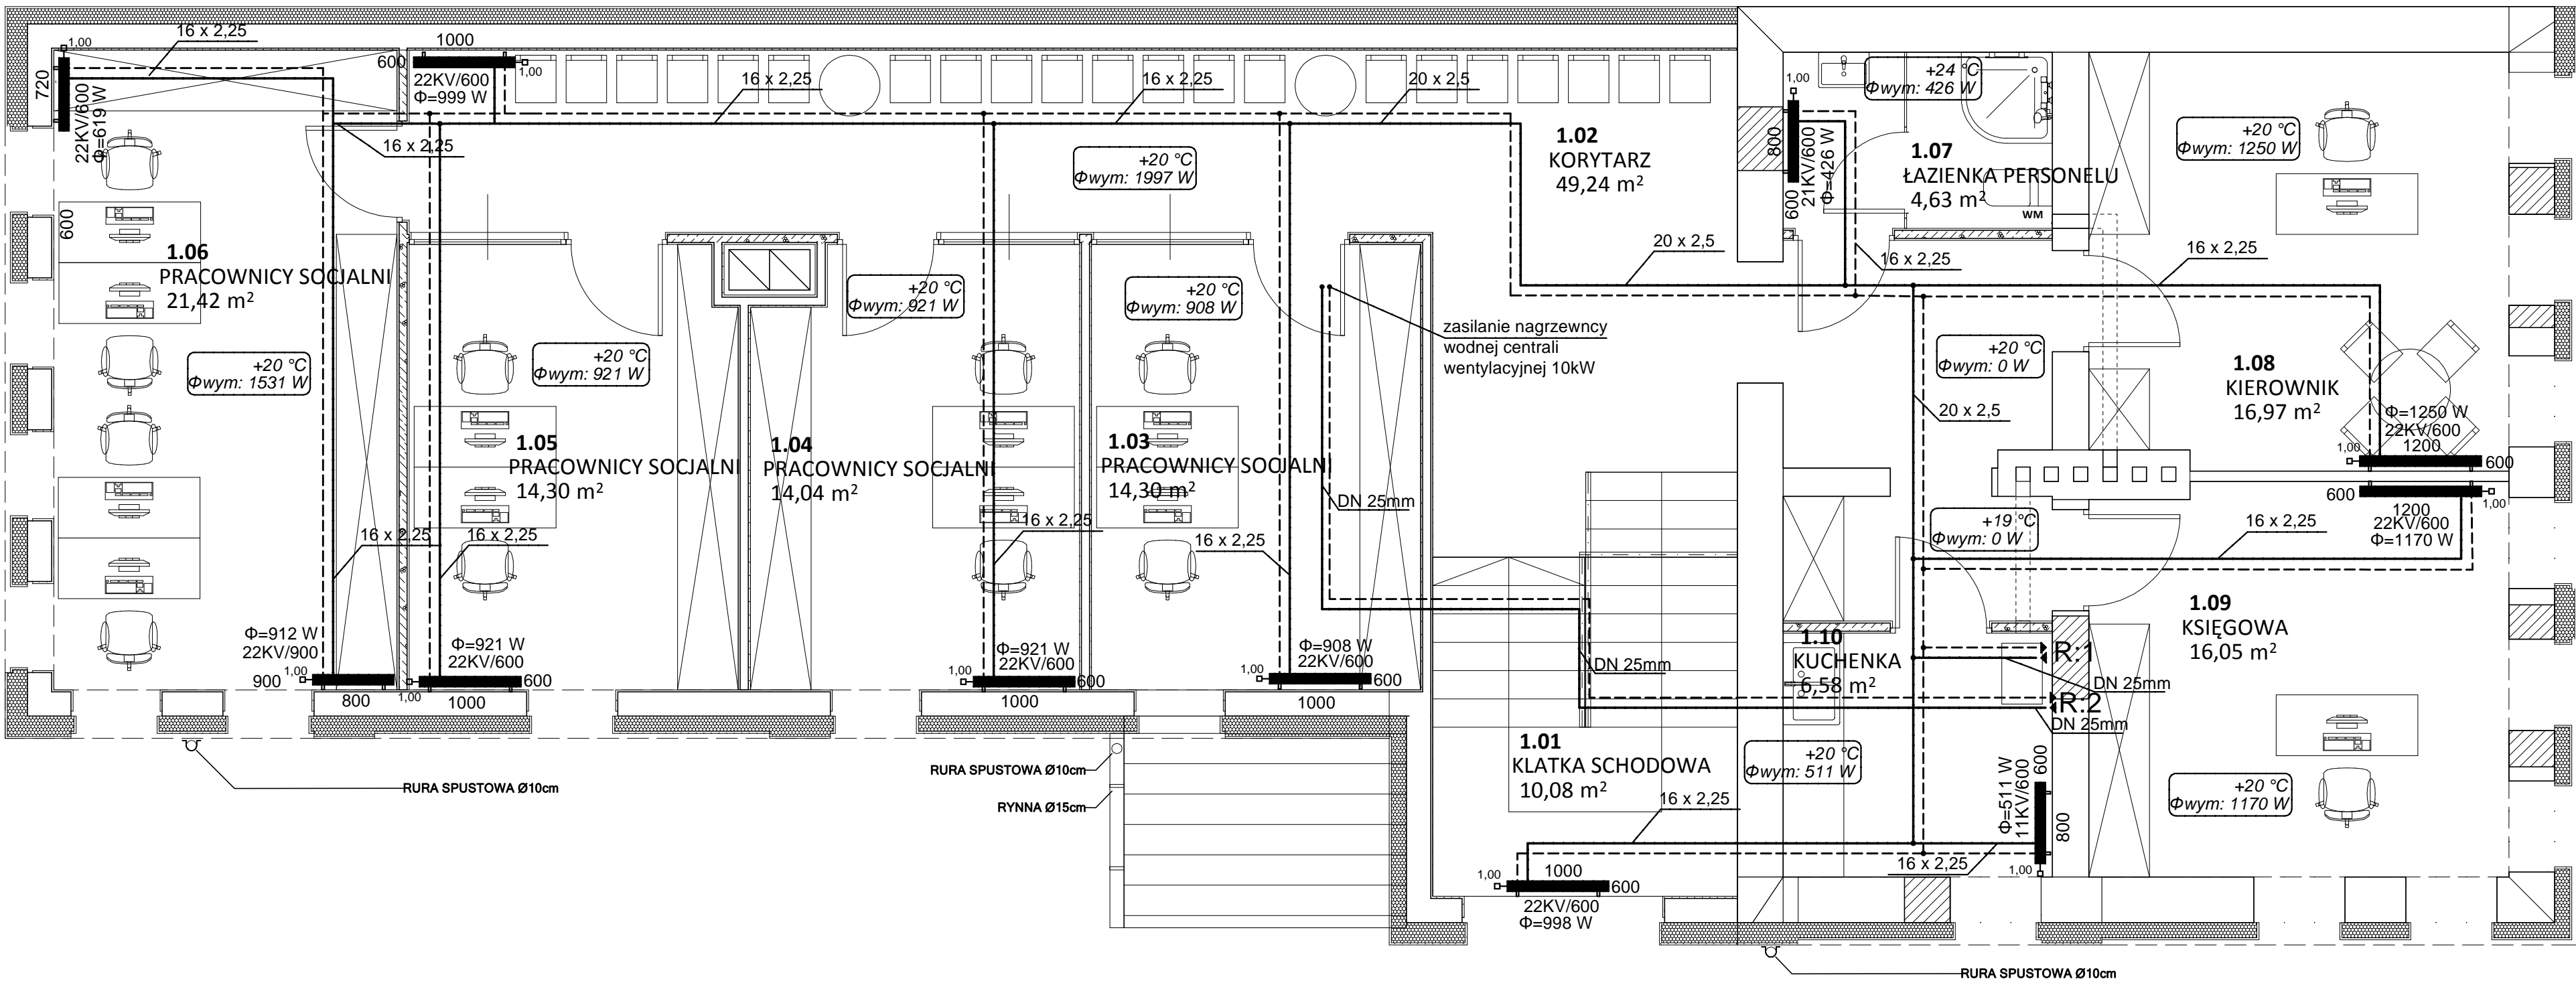 16 x 2,25
1,00
720
22KV/600
Φ=619 W
600
1000
600
1,00
22KV/600
Φ=999 W
16 x 2,25
16 x 2,25
16 x 2,25
20 x 2,5
+20 °C
Φwym: 1997 W
1.02
KORYTARZ
49,24 m²
1,00
800
600
21KV/600
Φ=426 W
+24 °C
Φwym: 426 W
1.07
ŁAZIENKA PERSONELU
4,63 m²
WM
+20 °C
Φwym: 1250 W
20 x 2,5
16 x 2,25
16 x 2,25
1.06
PRACOWNICY SOCJALNI
21,42 m²
+20 °C
Φwym: 1531 W
+20 °C
Φwym: 921 W
+20 °C
Φwym: 921 W
+20 °C
Φwym: 908 W
zasilanie nagrzewncy
wodnej centrali
wentylacyjnej 10kW
+20 °C
Φwym: 0 W
20 x 2,5
1.08
KIEROWNIK
16,97 m²
Φ=1250 W
22KV/600
1200
1,00
600
1.05
PRACOWNICY SOCJALNI
14,30 m²
1.04
PRACOWNICY SOCJALNI
14,04 m²
1.03
PRACOWNICY SOCJALNI
14,30 m²
DN 25mm
600
1,00
1200
22KV/600
Φ=1170 W
+19 °C
Φwym: 0 W
16 x 2,25
16 x 2,25
16 x 2,25
16 x 2,25
16 x 2,25
1.09
KSIĘGOWA
16,05 m²
1.10
KUCHENKA
6,58 m²
R:1
DN 25mm
R:2
DN 25mm
DN 25mm
Φ=912 W
22KV/900
1,00
900
800
Φ=921 W
22KV/600
1,00
600
1000
Φ=921 W
22KV/600
1,00
600
1000
Φ=908 W
22KV/600
1,00
600
1000
1.01
KLATKA SCHODOWA
10,08 m²
+20 °C
Φwym: 511 W
Φ=511 W
11KV/600
600
800
1,00
+20 °C
Φwym: 1170 W
RURA SPUSTOWA Ø10cm
RURA SPUSTOWA Ø10cm
RYNNA Ø15cm
16 x 2,25
16 x 2,25
1,00
1000
600
22KV/600
Φ=998 W
RURA SPUSTOWA Ø10cm